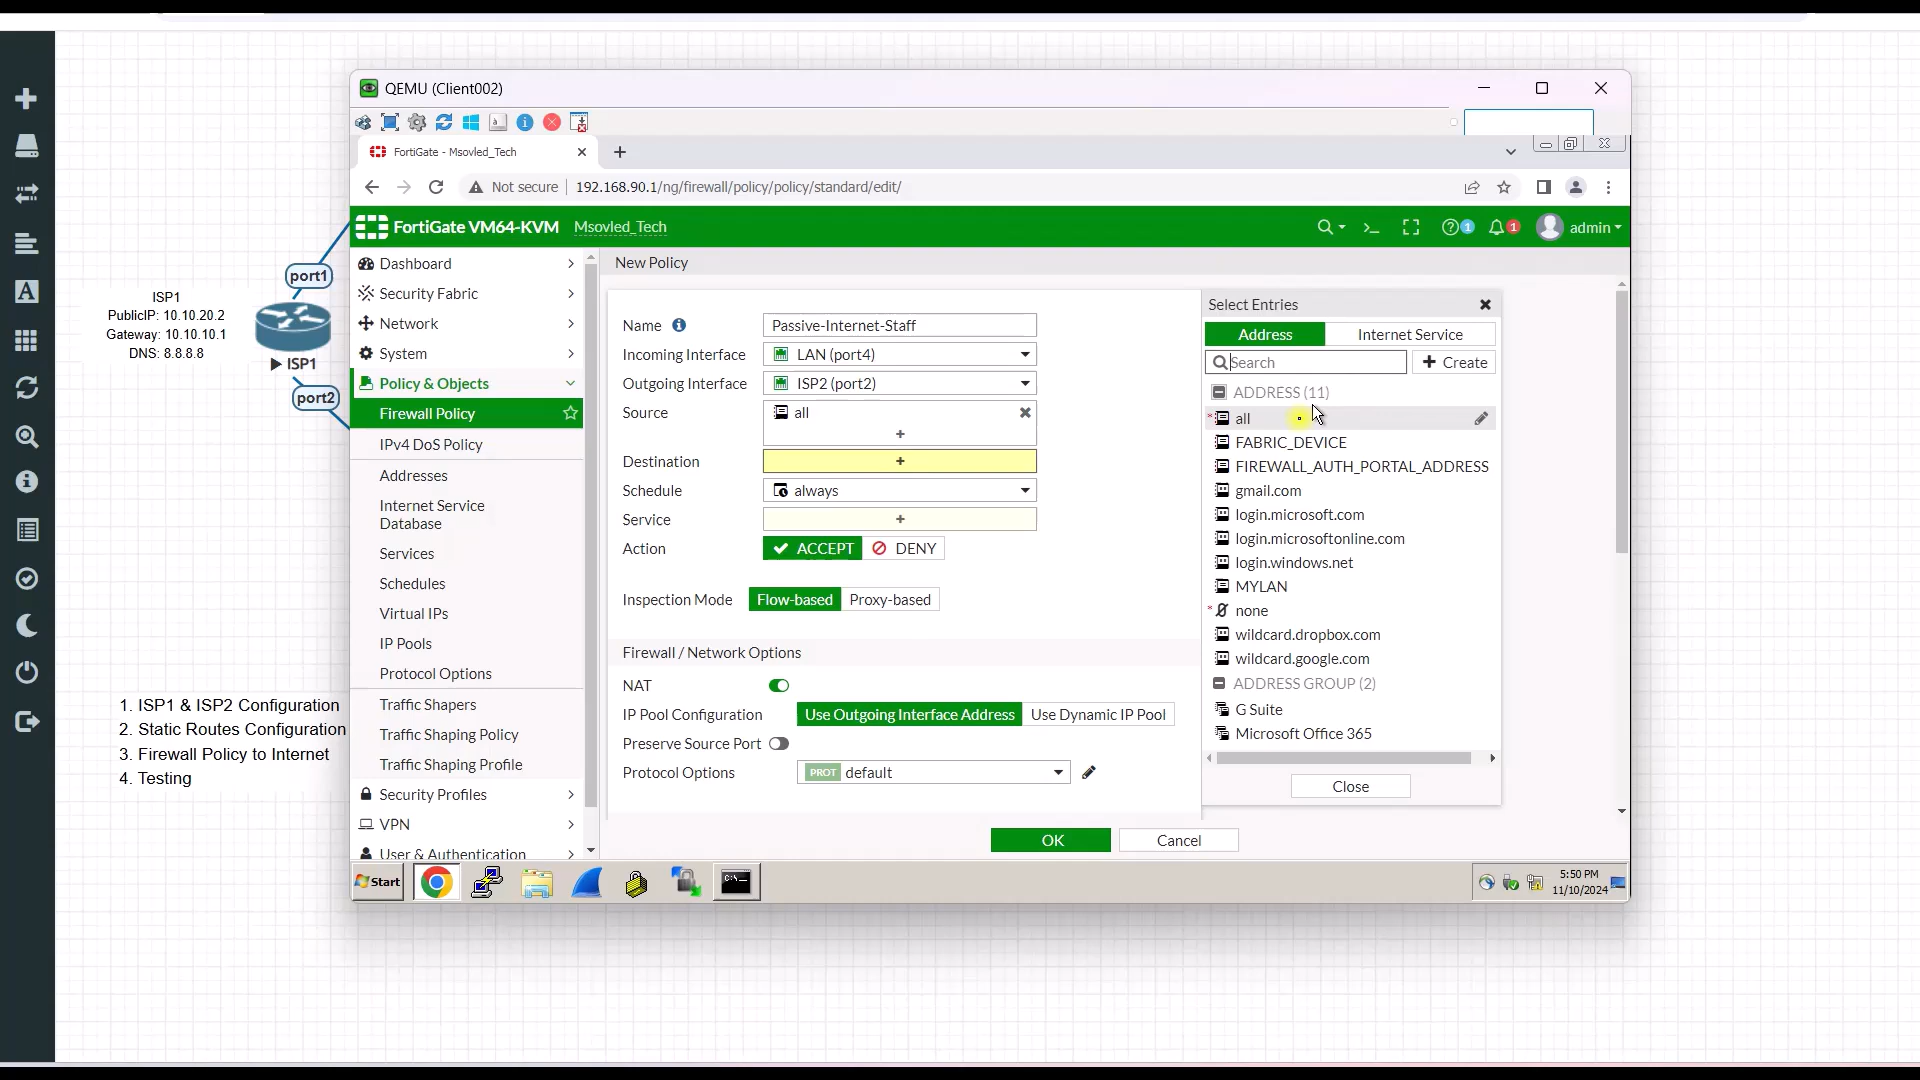 QEMU (Client002)
FortiGate - Msovled_Tech
Not secure
192.168.90.1/ng/firewall/policy/policy/standard/edit/
FortiGate VM64-KVM
Msovled_Tech
1
1
admin
port1
ISP1
PublicIP: 10.10.20.2
Gateway: 10.10.10.1
DNS: 8.8.8.8
ISP1
port2
1. ISP1 & ISP2 Configuration
2. Static Routes Configuration
3. Firewall Policy to Internet
4. Testing
Dashboard
Security Fabric
Network
System
Policy & Objects
Firewall Policy
IPv4 DoS Policy
Addresses
Internet Service
Database
Services
Schedules
Virtual IPs
IP Pools
Protocol Options
Traffic Shapers
Traffic Shaping Policy
Traffic Shaping Profile
Security Profiles
VPN
User & Authentication
New Policy
Name
Passive-Internet-Staff
Incoming Interface
LAN (port4)
Outgoing Interface
ISP2 (port2)
Source
all
Destination
Schedule
always
Service
Action
ACCEPT
DENY
Inspection Mode
Flow-based
Proxy-based
Firewall / Network Options
NAT
IP Pool Configuration
Use Outgoing Interface Address
Use Dynamic IP Pool
Preserve Source Port
Protocol Options
PROT
default
OK
Cancel
Select Entries
Address
Internet Service
Search
Create
ADDRESS (11)
all
FABRIC_DEVICE
FIREWALL_AUTH_PORTAL_ADDRESS
gmail.com
login.microsoft.com
login.microsoftonline.com
login.windows.net
MYLAN
none
wildcard.dropbox.com
wildcard.google.com
ADDRESS GROUP (2)
G Suite
Microsoft Office 365
Close
Start
5:50 PM
11/10/2024